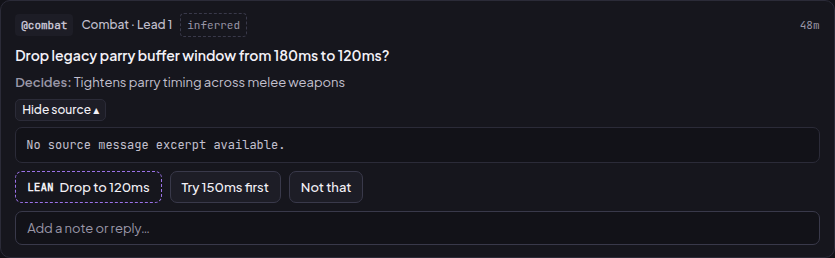 @combat Combat · Lead 1 inferred 48m
Drop legacy parry buffer window from 180ms to 120ms?
Decides: Tightens parry timing across melee weapons
Hide source ▴
No source message excerpt available.
LEAN Drop to 120ms Try 150ms first Not that
Add a note or reply...